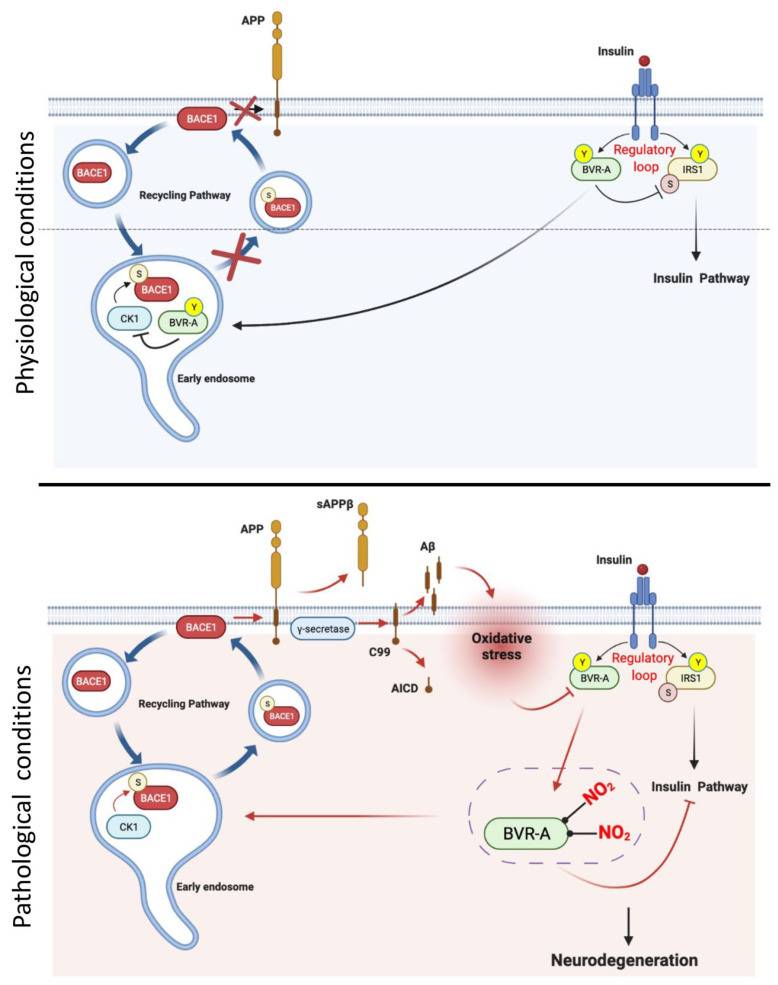 Physiological conditions
APP
Insulin
BACE1
BACE1
Recycling Pathway
S
BACE1
Y
BVR-A
Regulatory
loop
Y
IRS1
S
Insulin Pathway
S
BACE1
CK1
Y
BVR-A
Early endosome
Pathological conditions
APP
sAPPβ
Aβ
Insulin
BACE1
γ-secretase
C99
AICD
Oxidative
stress
Y
BVR-A
Regulatory
loop
Y
IRS1
S
BACE1
Recycling Pathway
S
BACE1
Insulin Pathway
S
BACE1
CK1
BVR-A
NO₂
NO₂
Early endosome
Neurodegeneration